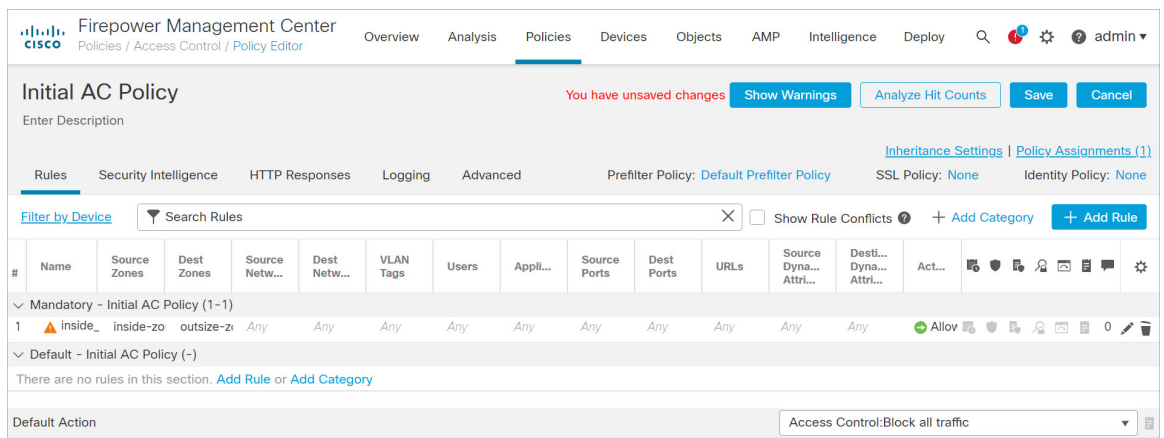 Firepower Management Center
CISCO Policies / Access Control / Policy Editor
Overview Analysis Policies Devices Objects AMP Intelligence Deploy 1 admin
Initial AC Policy
You have unsaved changes Show Warnings Analyze Hit Counts Save Cancel
Enter Description
Inheritance Settings | Policy Assignments (1)
Rules Security Intelligence HTTP Responses Logging Advanced Prefilter Policy: Default Prefilter Policy SSL Policy: None Identity Policy: None
Filter by Device Search Rules Show Rule Conflicts ? + Add Category + Add Rule
# Name Source Zones Dest Zones Source Netw... Dest Netw... VLAN Tags Users Appli... Source Ports Dest Ports URLs Source Dyna... Attri... Desti... Dyna... Attri... Act...
Mandatory - Initial AC Policy (1-1)
1 inside_ inside-zo outsize-z Any Any Any Any Any Any Any Any Any Any Allow 0
Default - Initial AC Policy (-)
There are no rules in this section. Add Rule or Add Category
Default Action Access Control:Block all traffic